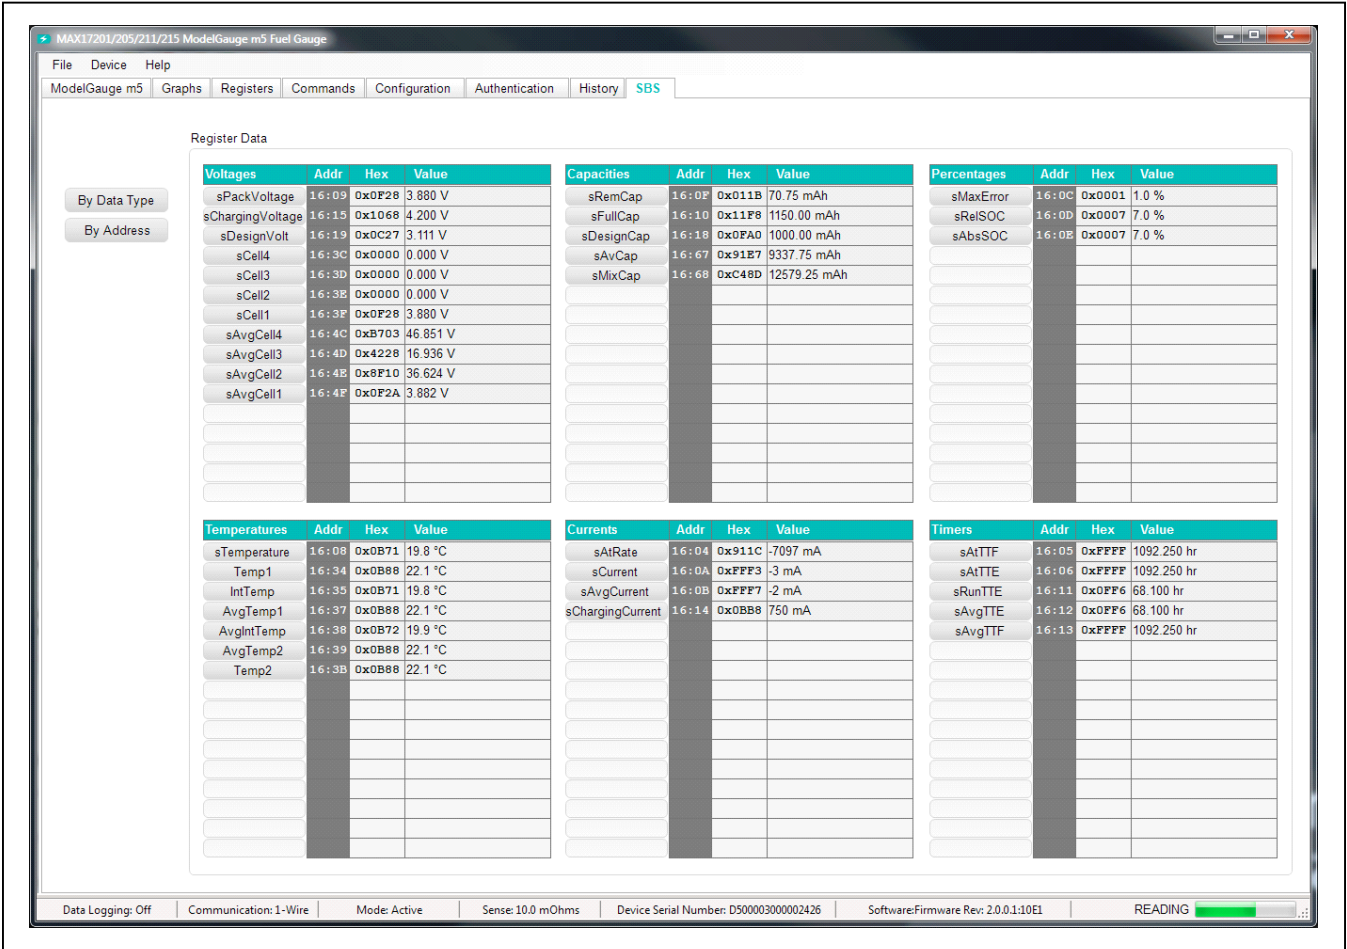 MAX17201/205/211/215 ModelGauge m5 Fuel Gauge
File Device Help
ModelGauge m5 Graphs Registers Commands Configuration Authentication History SBS
Register Data
By Data Type
By Address
Voltages Addr Hex Value
sPackVoltage 16:09 0x0F28 3.880 V
sChargingVoltage 16:15 0x1068 4.200 V
sDesignVolt 16:19 0x0C27 3.111 V
sCell4 16:3C 0x0000 0.000 V
sCell3 16:3D 0x0000 0.000 V
sCell2 16:3E 0x0000 0.000 V
sCell1 16:3F 0x0F28 3.880 V
sAvgCell4 16:4C 0xB703 46.851 V
sAvgCell3 16:4D 0x4228 16.936 V
sAvgCell2 16:4E 0x8F10 36.624 V
sAvgCell1 16:4F 0x0F2A 3.882 V
Capacities Addr Hex Value
sRemCap 16:0F 0x011B 70.75 mAh
sFullCap 16:10 0x11F8 1150.00 mAh
sDesignCap 16:18 0x0FA0 1000.00 mAh
sAvCap 16:67 0x91E7 9337.75 mAh
sMixCap 16:68 0xC48D 12579.25 mAh
Percentages Addr Hex Value
sMaxError 16:0C 0x0001 1.0 %
sRelSOC 16:0D 0x0007 7.0 %
sAbsSOC 16:0E 0x0007 7.0 %
Temperatures Addr Hex Value
sTemperature 16:08 0x0B71 19.8 °C
Temp1 16:34 0x0B88 22.1 °C
IntTemp 16:35 0x0B71 19.8 °C
AvgTemp1 16:37 0x0B88 22.1 °C
AvgIntTemp 16:38 0x0B72 19.9 °C
AvgTemp2 16:39 0x0B88 22.1 °C
Temp2 16:3B 0x0B88 22.1 °C
Currents Addr Hex Value
sAtRate 16:04 0x911C -7097 mA
sCurrent 16:0A 0xFFF3 -3 mA
sAvgCurrent 16:0B 0xFFF7 -2 mA
sChargingCurrent 16:14 0x0BB8 750 mA
Timers Addr Hex Value
sAtTTF 16:05 0xFFFF 1092.250 hr
sAtTTE 16:06 0xFFFF 1092.250 hr
sRunTTE 16:11 0x0FF6 68.100 hr
sAvgTTE 16:12 0x0FF6 68.100 hr
sAvgTTF 16:13 0xFFFF 1092.250 hr
Data Logging: Off Communication: 1-Wire Mode: Active Sense: 10.0 mOhms Device Serial Number: D500003000002426 Software:Firmware Rev: 2.0.0.1:10E1 READING